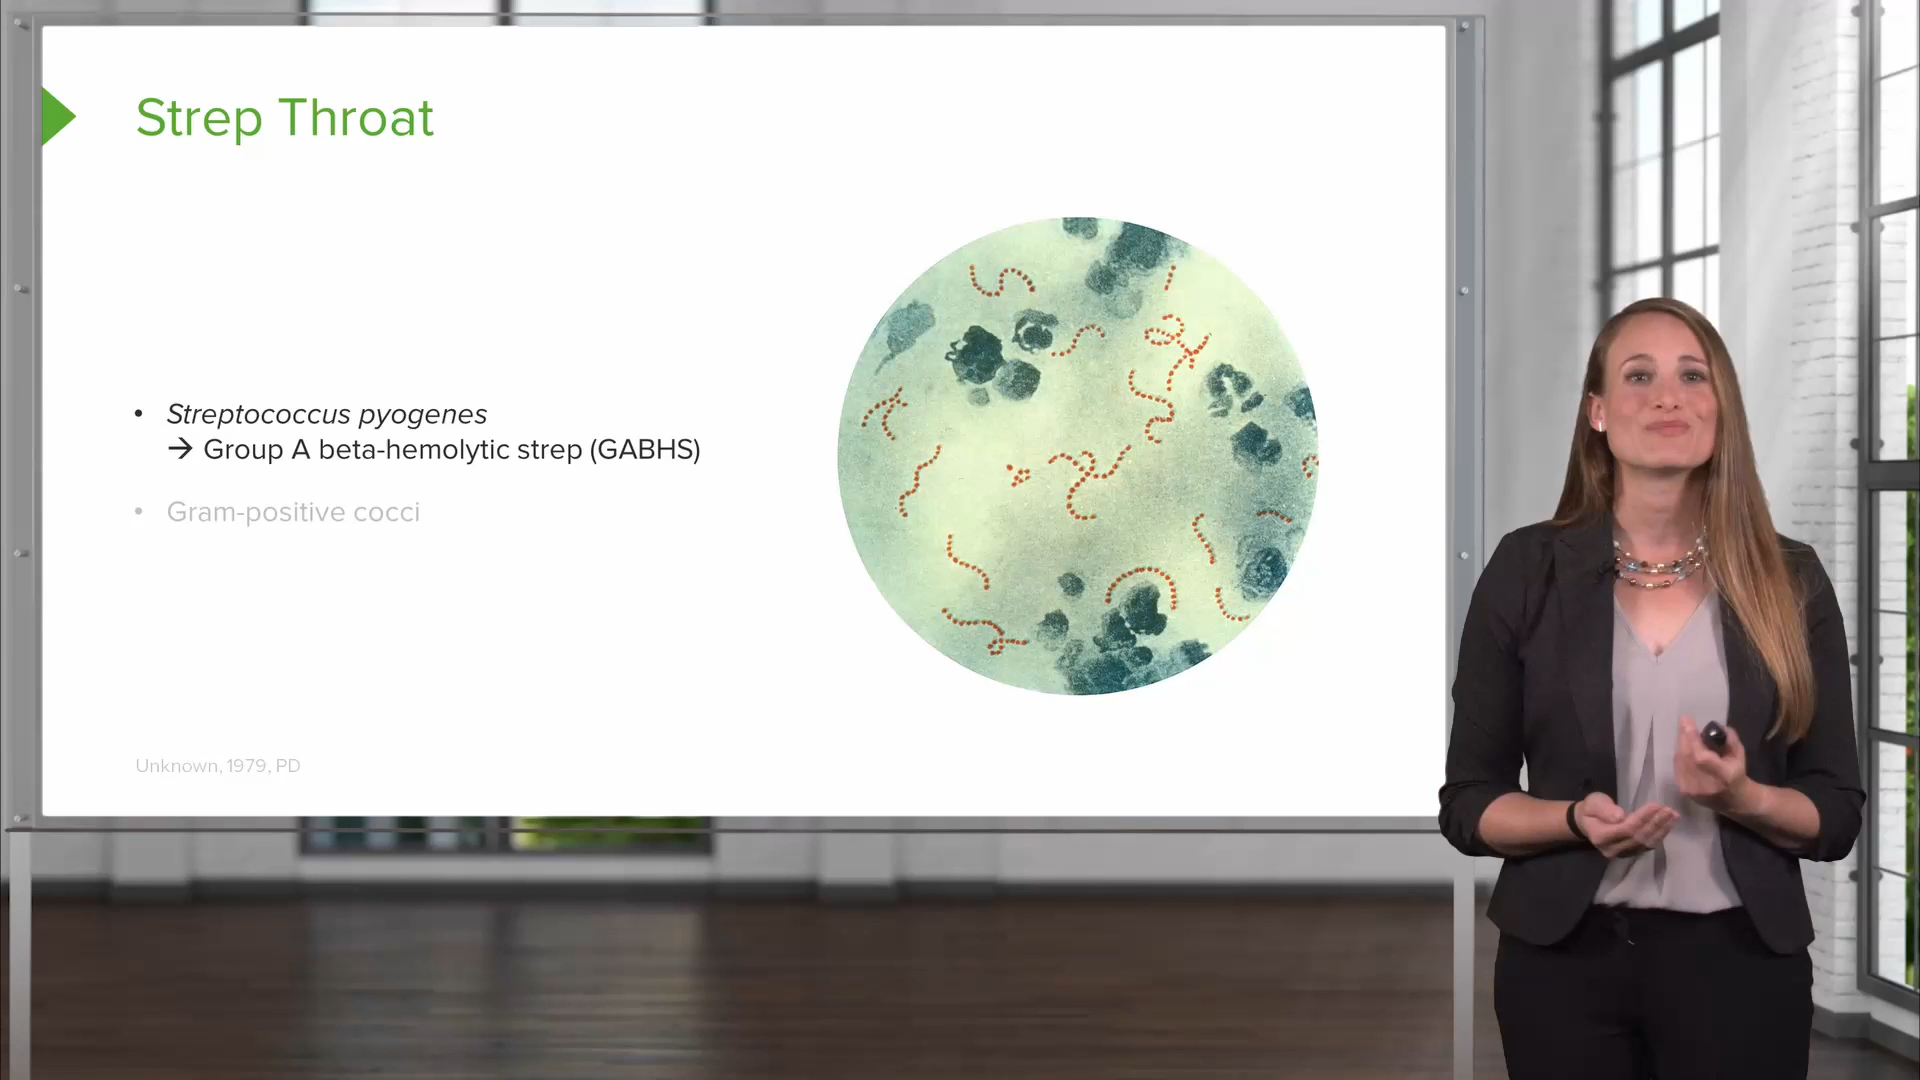 Strep Throat
• Streptococcus pyogenes
→ Group A beta-hemolytic strep (GABHS)
• Gram-positive cocci
Unknown, 1979, PD